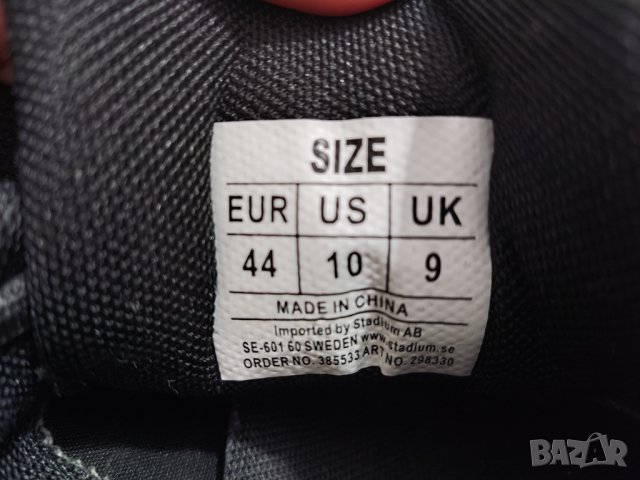 SIZE
EUR US UK
44 10 9
MADE IN CHINA
Imported by Stadium AB
SE-601 60 SWEDEN www.stadium.se
ORDER NO. 385533 ART NO. 298330
BAZAR